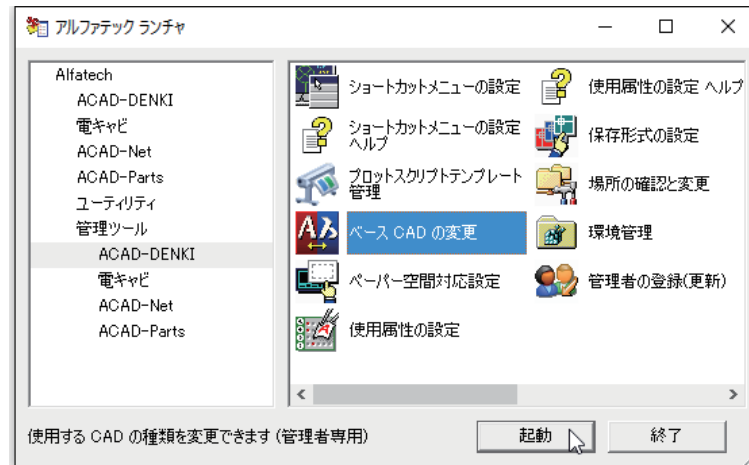 アルファテック ランチャ
Alfatech
ACAD-DENKI
電キャビ
ACAD-Net
ACAD-Parts
ユーティリティ
管理ツール
ACAD-DENKI
電キャビ
ACAD-Net
ACAD-Parts
ショートカットメニューの設定
ショートカットメニューの設定
ヘルプ
プロットスクリプトテンプレート
管理
ベース CAD の変更
ペーパー空間対応設定
使用属性の設定
使用属性の設定 ヘルプ
保存形式の設定
場所の確認と変更
環境管理
管理者の登録(更新)
使用する CAD の種類を変更できます (管理者専用)
起動
終了